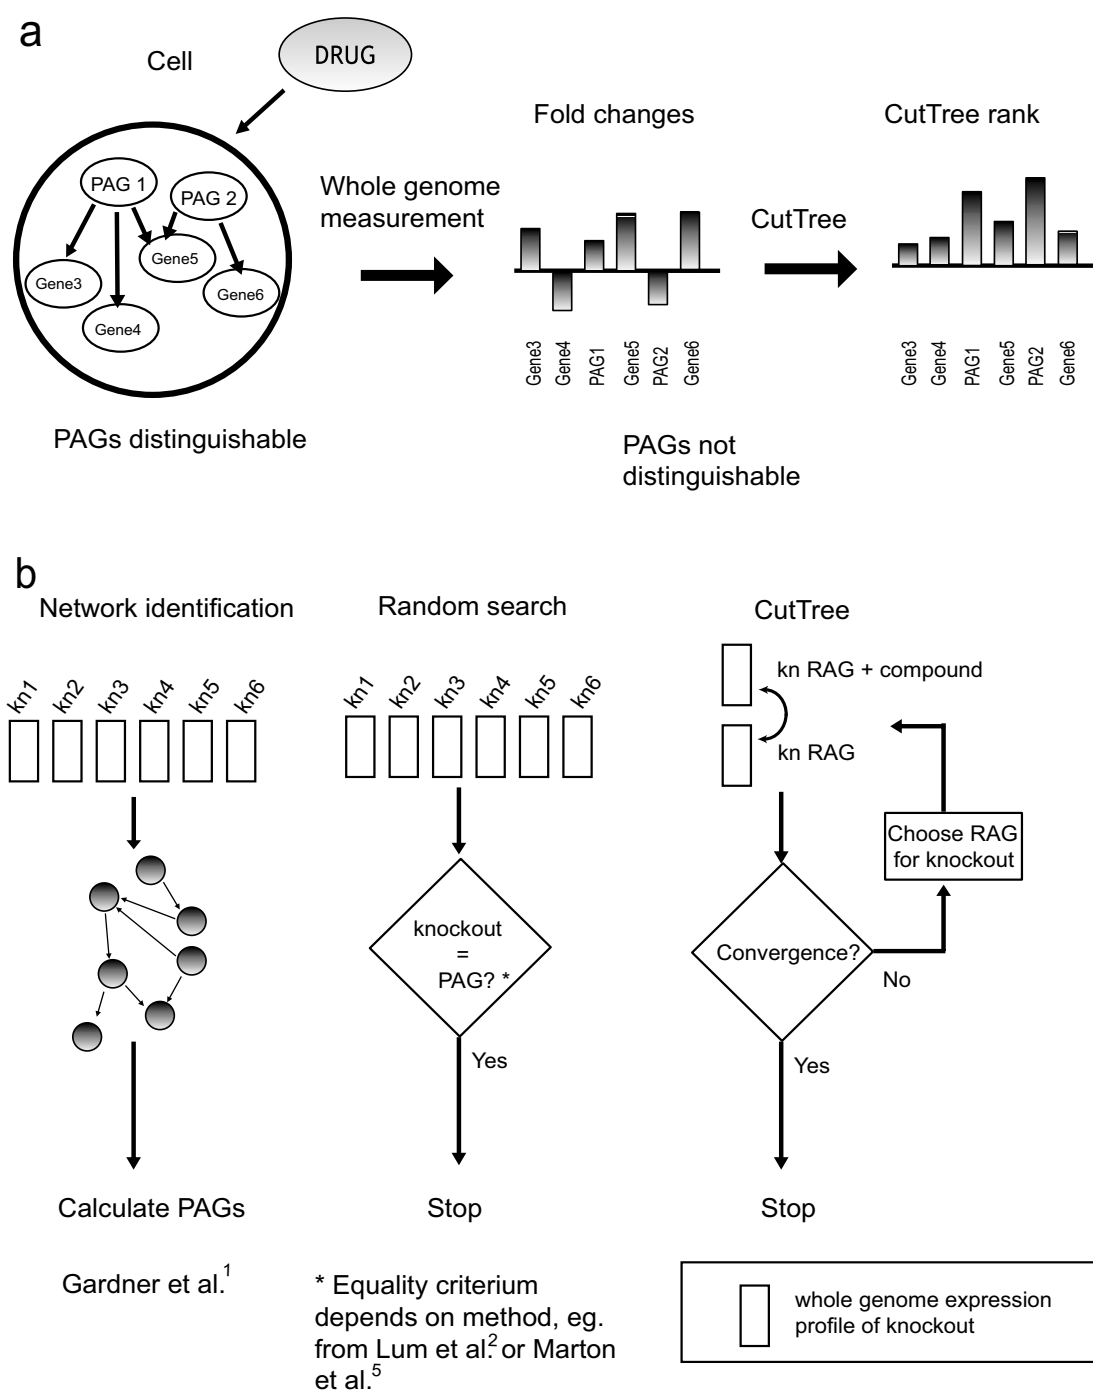 a
Cell
DRUG
PAG 1
PAG 2
Gene5
Gene3
Gene6
Gene4
PAGs distinguishable
Whole genome
measurement
Fold changes
Gene3
Gene4
PAG1
Gene5
PAG2
Gene6
PAGs not
distinguishable
CutTree
CutTree rank
Gene3
Gene4
PAG1
Gene5
PAG2
Gene6
b
Network identification
kn1
kn2
kn3
kn4
kn5
kn6
Calculate PAGs
Gardner et al.1
Random search
kn1
kn2
kn3
kn4
kn5
kn6
knockout
=
PAG? *
Yes
Stop
* Equality criterium
depends on method, eg.
from Lum et al.2 or Marton
et al.5
CutTree
kn RAG + compound
kn RAG
Choose RAG
for knockout
Convergence?
No
Yes
Stop
whole genome expression
profile of knockout